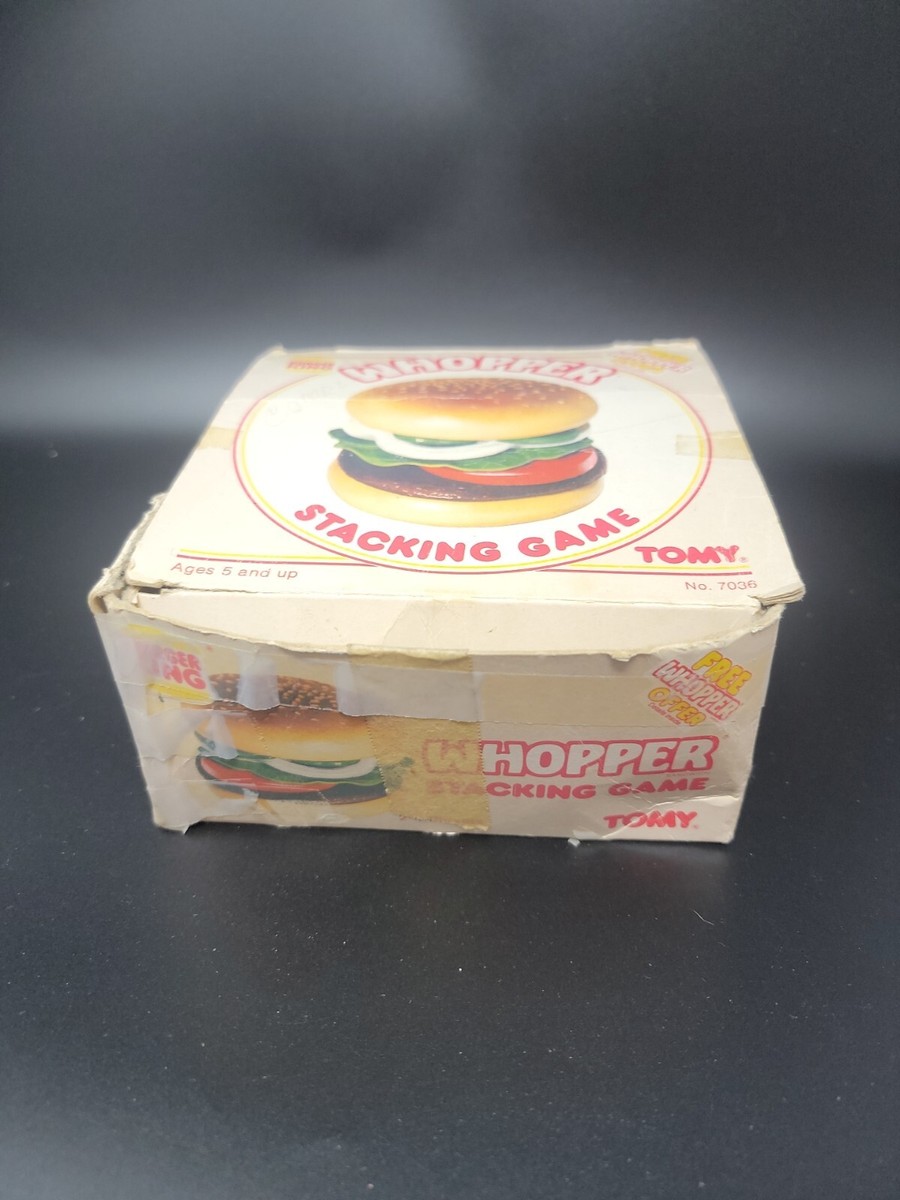 WHOPPER
STACKING GAME
TOMY®
Ages 5 and up
No. 7036
FREE
WHOPPER
OFFER
WHOPPER
STACKING GAME
TOMY®